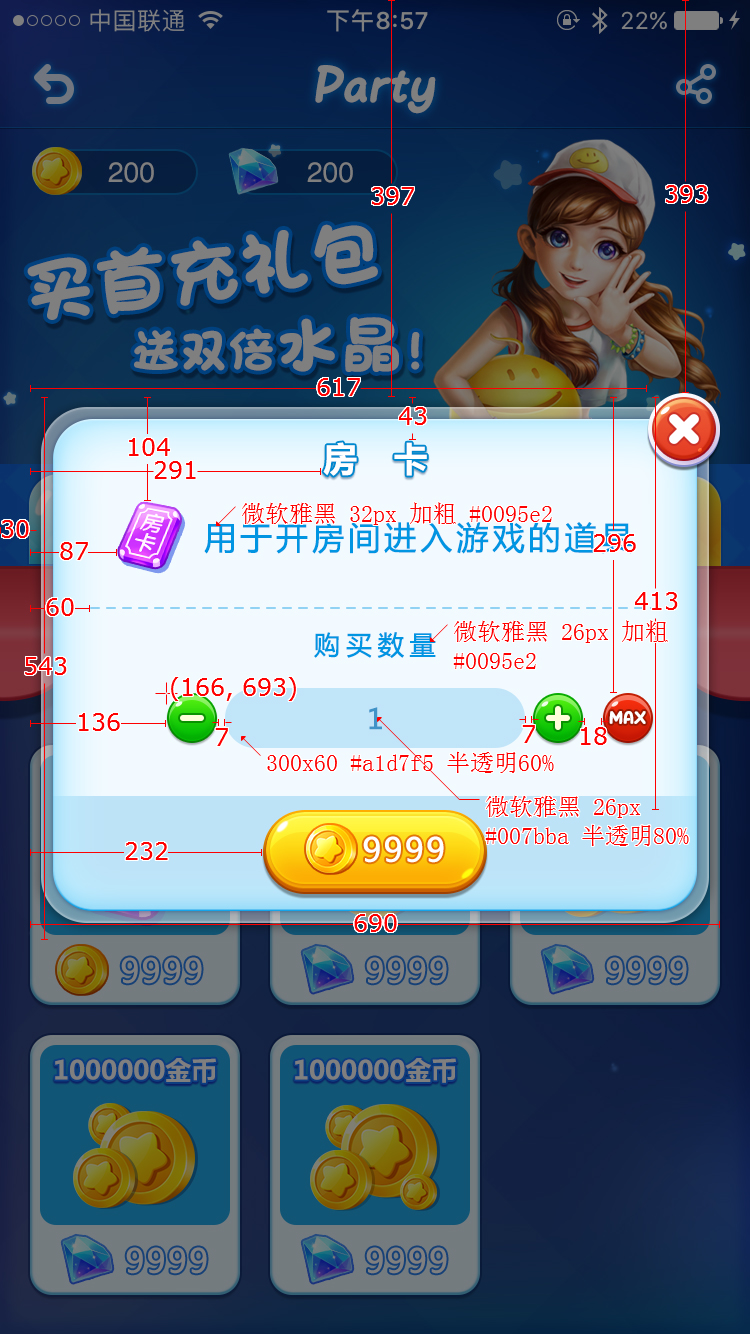 中国联通 下午8:57 22%
Party
200 200
397 393
买首充礼包
送双倍水晶!
617
43
104
房 卡
291
房卡
微软雅黑 32px 加粗 #0095e2
用于开房间进入游戏的道具
30
296
87
60
413
购买数量
微软雅黑 26px 加粗
#0095e2
543
(166, 693)
136
7
1
7
18
MAX
300x60 #a1d7f5 半透明60%
微软雅黑 26px
#007bba 半透明80%
232
9999
690
9999 9999 9999
1000000金币 1000000金币
9999 9999